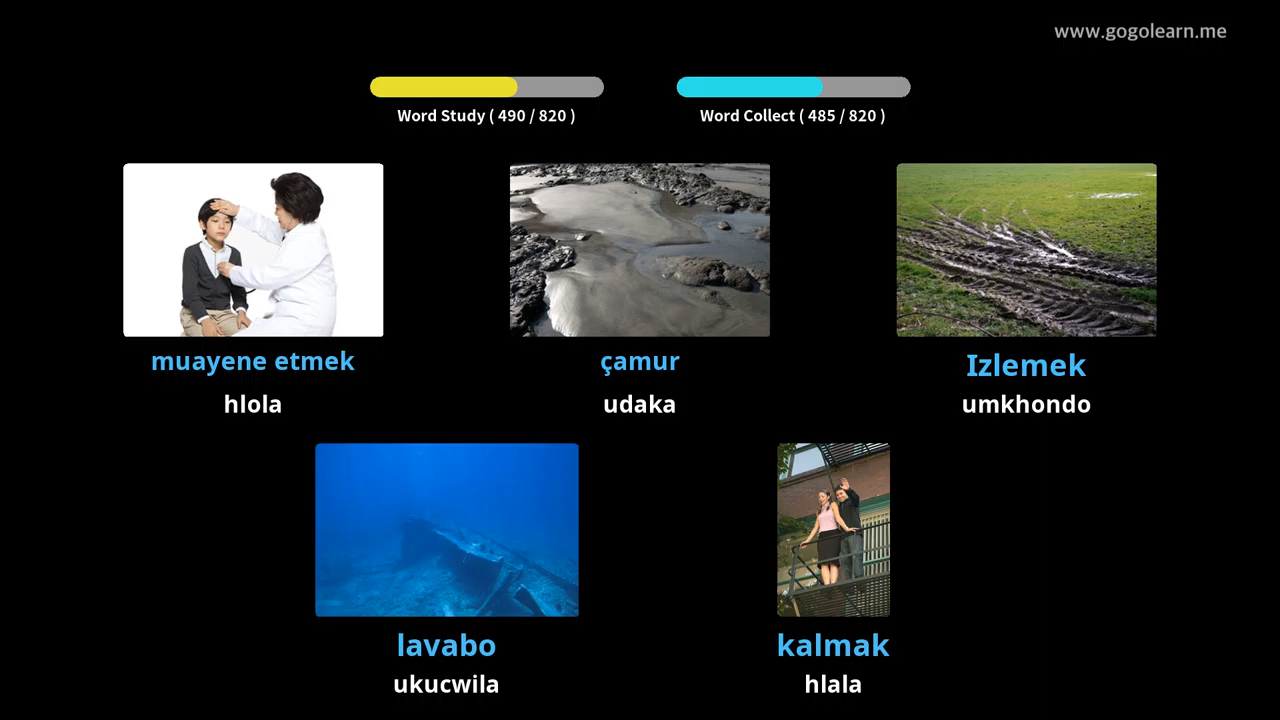 www.gogolearn.me
Word Study ( 490 / 820 )
Word Collect ( 485 / 820 )
muayene etmek
hlola
çamur
udaka
Izlemek
umkhondo
lavabo
ukucwila
kalmak
hlala